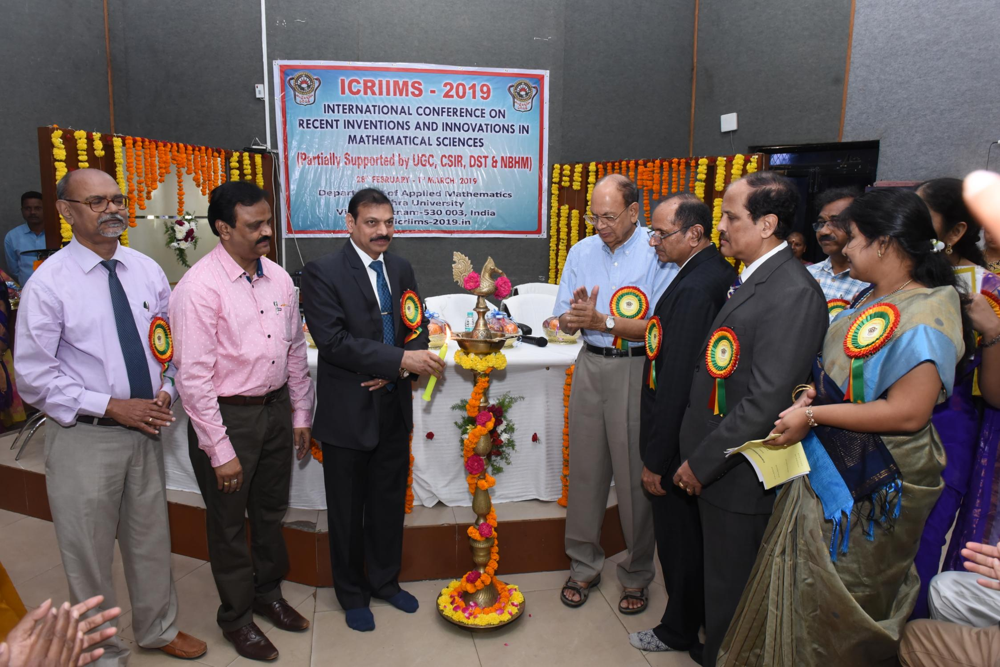 ICRIIMS - 2019
INTERNATIONAL CONFERENCE ON
RECENT INVENTIONS AND INNOVATIONS IN
MATHEMATICAL SCIENCES
(Partially Supported by UGC, CSIR, DST & NBHM)
28th FEBRUARY - 1st MARCH, 2019
of Applied Mathematics
University
530 003, India
icriims-2019.in